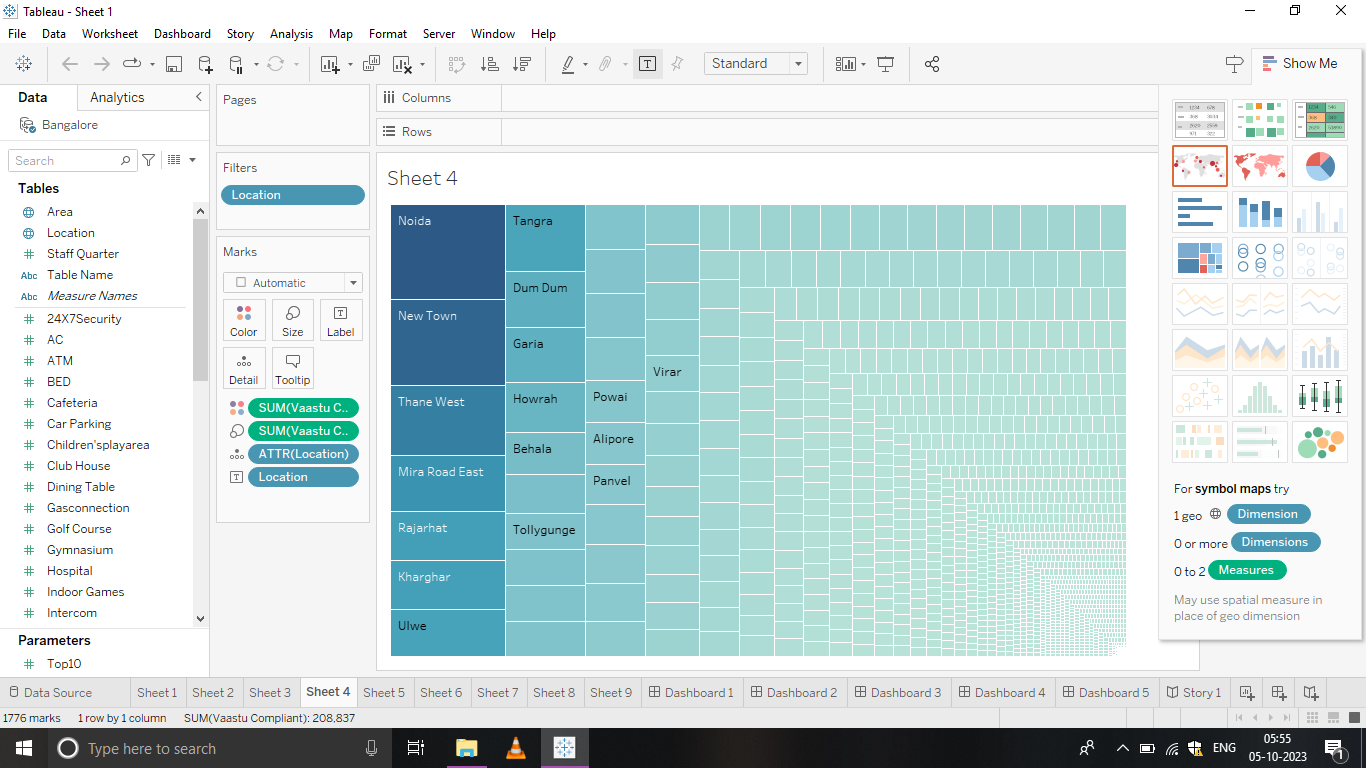 Tableau - Sheet 1
File Data Worksheet Dashboard Story Analysis Map Format Server Window Help
Standard
Show Me
Data
Analytics
Bangalore
Search
Tables
Area
Location
Staff Quarter
Abc Table Name
Abc Measure Names
24X7Security
AC
ATM
BED
Cafeteria
Car Parking
Children'splayarea
Club House
Dining Table
Gasconnection
Golf Course
Gymnasium
Hospital
Indoor Games
Intercom
Parameters
Top10
Pages
Filters
Location
Marks
Automatic
Color
Size
Label
Detail
Tooltip
SUM(Vaastu C..
SUM(Vaastu C..
ATTR(Location)
Location
Columns
Rows
Sheet 4
Noida
New Town
Thane West
Mira Road East
Rajarhat
Kharghar
Ulwe
Tangra
Dum Dum
Garia
Howrah
Behala
Tollygunge
Powai
Alipore
Panvel
Virar
For symbol maps try
1 geo Dimension
0 or more Dimensions
0 to 2 Measures
May use spatial measure in
place of geo dimension
Data Source
Sheet 1
Sheet 2
Sheet 3
Sheet 4
Sheet 5
Sheet 6
Sheet 7
Sheet 8
Sheet 9
Dashboard 1
Dashboard 2
Dashboard 3
Dashboard 4
Dashboard 5
Story 1
1776 marks 1 row by 1 column SUM(Vaastu Compliant): 208,837
Type here to search
ENG
05:55
05-10-2023
1